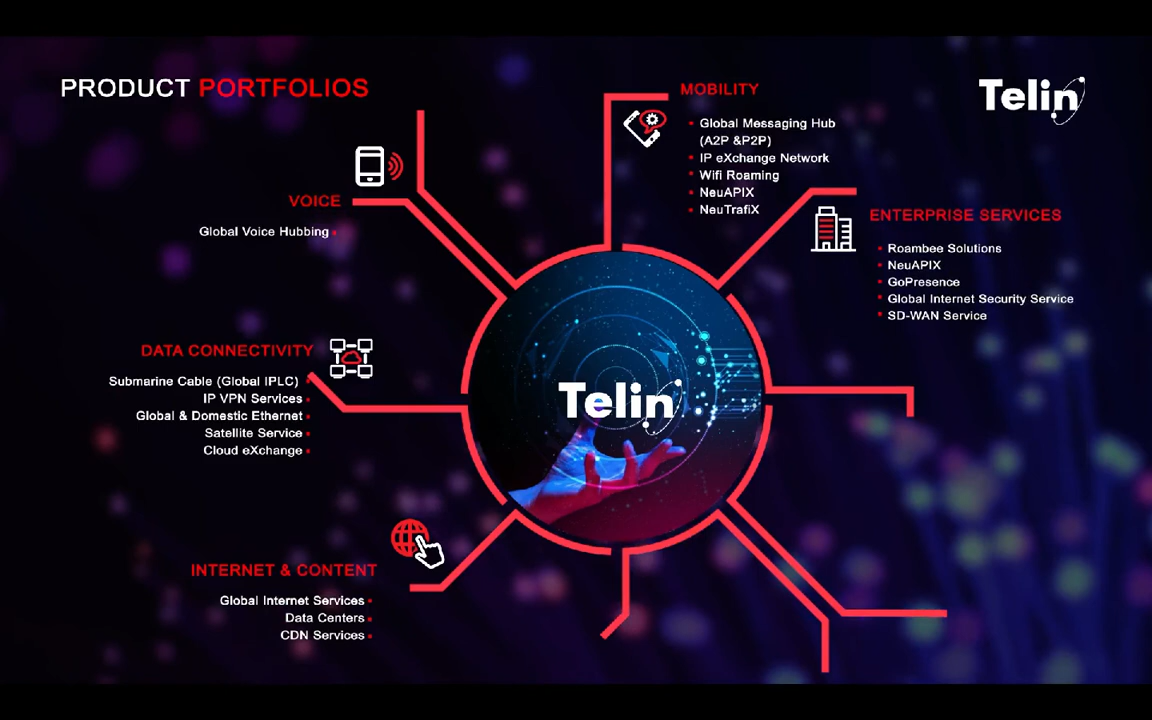 PRODUCT PORTFOLIOS
Telin
VOICE
Global Voice Hubbing
DATA CONNECTIVITY
Submarine Cable (Global IPLC)
IP VPN Services
Global & Domestic Ethernet
Satellite Service
Cloud eXchange
INTERNET & CONTENT
Global Internet Services
Data Centers
CDN Services
Telin
MOBILITY
Global Messaging Hub
(A2P &P2P)
IP eXchange Network
Wifi Roaming
NeuAPIX
NeuTrafiX
ENTERPRISE SERVICES
Roambee Solutions
NeuAPIX
GoPresence
Global Internet Security Service
SD-WAN Service